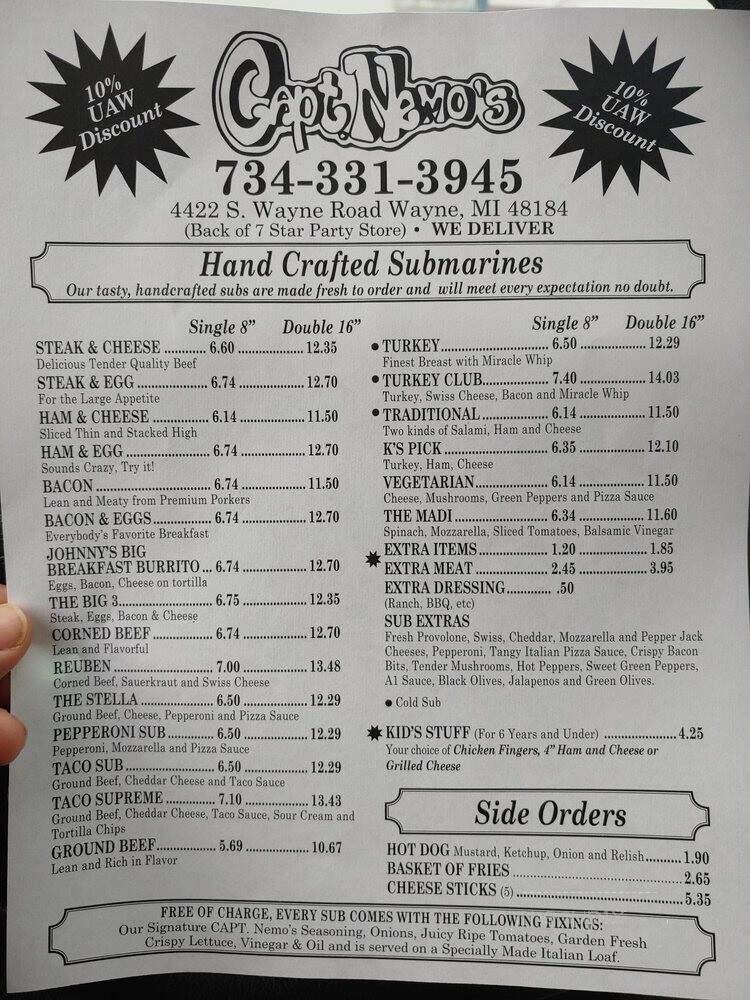 10%
UAW
Discount
Capt. Nemo's
10%
UAW
Discount
734-331-3945
4422 S. Wayne Road Wayne, MI 48184
(Back of 7 Star Party Store) • WE DELIVER
Hand Crafted Submarines
Our tasty, handcrafted subs are made fresh to order and will meet every expectation no doubt.
Single 8" Double 16"
STEAK & CHEESE ............ 6.60 ..................... 12.35
Delicious Tender Quality Beef
STEAK & EGG .................. 6.74 ..................... 12.70
For the Large Appetite
HAM & CHEESE ............... 6.14 ..................... 11.50
Sliced Thin and Stacked High
HAM & EGG ..................... 6.74 ..................... 12.70
Sounds Crazy, Try it!
BACON .............................. 6.74 ..................... 11.50
Lean and Meaty from Premium Porkers
BACON & EGGS............... 6.74 ..................... 12.70
Everybody's Favorite Breakfast
JOHNNY'S BIG
BREAKFAST BURRITO ... 6.74 ..................... 12.70
Eggs, Bacon, Cheese on tortilla
THE BIG 3........................ 6.75 ..................... 12.35
Steak, Eggs, Bacon & Cheese
CORNED BEEF ................ 6.74 ..................... 12.70
Lean and Flavorful
REUBEN .......................... 7.00 ..................... 13.48
Corned Beef, Sauerkraut and Swiss Cheese
THE STELLA .................... 6.50 ..................... 12.29
Ground Beef, Cheese, Pepperoni and Pizza Sauce
PEPPERONI SUB.............. 6.50 ..................... 12.29
Pepperoni, Mozzarella and Pizza Sauce
TACO SUB........................ 6.50 ..................... 12.29
Ground Beef, Cheddar Cheese and Taco Sauce
TACO SUPREME .............. 7.10 ..................... 13.43
Ground Beef, Cheddar Cheese, Taco Sauce, Sour Cream and
Tortilla Chips
GROUND BEEF................. 5.69 ..................... 10.67
Lean and Rich in Flavor
Single 8" Double 16"
• TURKEY........................... 6.50 ..................... 12.29
Finest Breast with Miracle Whip
• TURKEY CLUB................. 7.40 ..................... 14.03
Turkey, Swiss Cheese, Bacon and Miracle Whip
• TRADITIONAL ................. 6.14 ..................... 11.50
Two kinds of Salami, Ham and Cheese
K'S PICK .......................... 6.35 ..................... 12.10
Turkey, Ham, Cheese
VEGETARIAN................... 6.14 ..................... 11.50
Cheese, Mushrooms, Green Peppers and Pizza Sauce
THE MADI ........................ 6.34 ..................... 11.60
Spinach, Mozzarella, Sliced Tomatoes, Balsamic Vinegar
EXTRA ITEMS.................. 1.20 ..................... 1.85
EXTRA MEAT ................... 2.45 ..................... 3.95
EXTRA DRESSING............ .50
(Ranch, BBQ, etc)
SUB EXTRAS
Fresh Provolone, Swiss, Cheddar, Mozzarella and Pepper Jack
Cheeses, Pepperoni, Tangy Italian Pizza Sauce, Crispy Bacon
Bits, Tender Mushrooms, Hot Peppers, Sweet Green Peppers,
A1 Sauce, Black Olives, Jalapenos and Green Olives.
• Cold Sub
KID'S STUFF (For 6 Years and Under) .....................4.25
Your choice of Chicken Fingers, 4" Ham and Cheese or
Grilled Cheese
Side Orders
HOT DOG Mustard, Ketchup, Onion and Relish.......... 1.90
BASKET OF FRIES .................................................. 2.65
CHEESE STICKS (5) ................................................. 5.35
FREE OF CHARGE, EVERY SUB COMES WITH THE FOLLOWING FIXINGS:
Our Signature CAPT. Nemo's Seasoning, Onions, Juicy Ripe Tomatoes, Garden Fresh
Crispy Lettuce, Vinegar & Oil and is served on a Specially Made Italian Loaf.